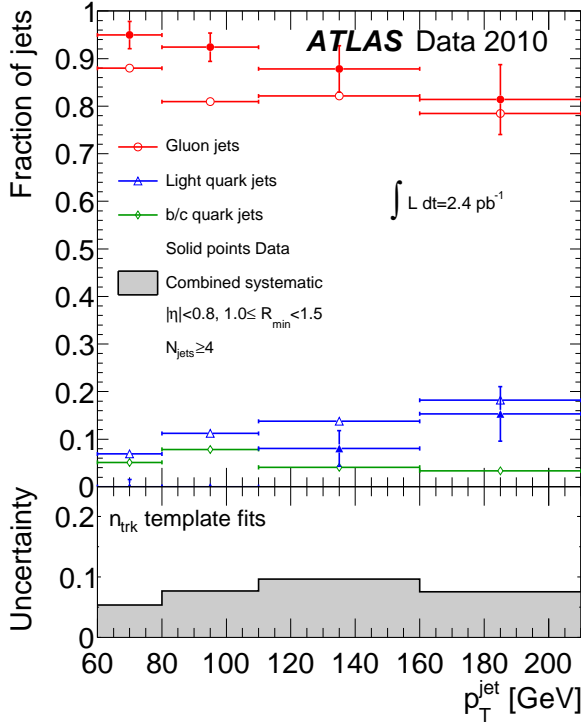 ATLAS Data 2010
Fraction of jets
1
0.9
0.8
0.7
0.6
0.5
0.4
0.3
0.2
0.1
0
Gluon jets
Light quark jets
b/c quark jets
Solid points Data
Combined systematic
|η|<0.8, 1.0≤ R_min<1.5
N_jets≥4
∫ L dt=2.4 pb⁻¹
Uncertainty
0.2
0.1
0
n_trk template fits
60 80 100 120 140 160 180 200
p_T^jet [GeV]